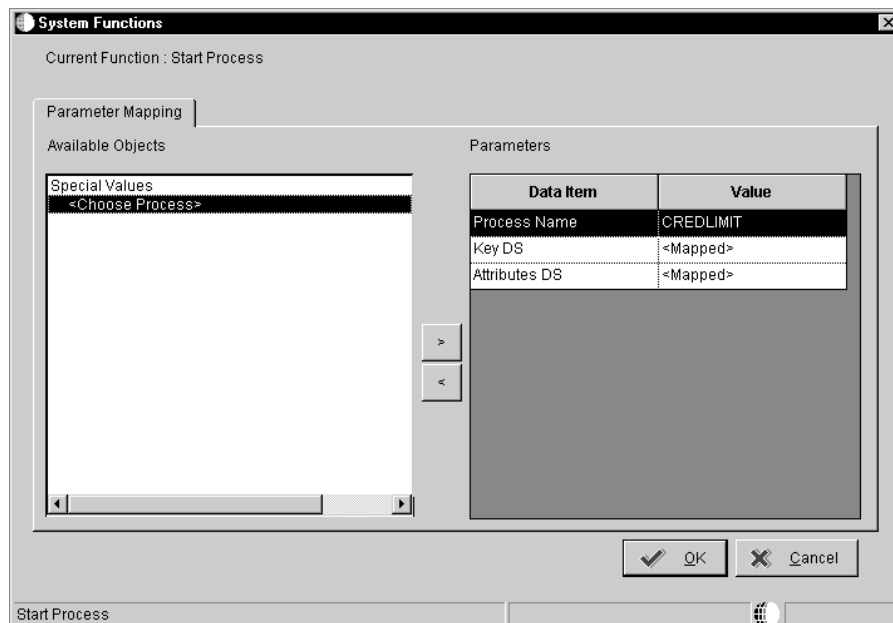 System Functions
Current Function : Start Process
Parameter Mapping
Available Objects
Special Values
<Choose Process>
>
<
Parameters
Data Item Value
Process Name CREDLIMIT
Key DS <Mapped>
Attributes DS <Mapped>
OK Cancel
Start Process